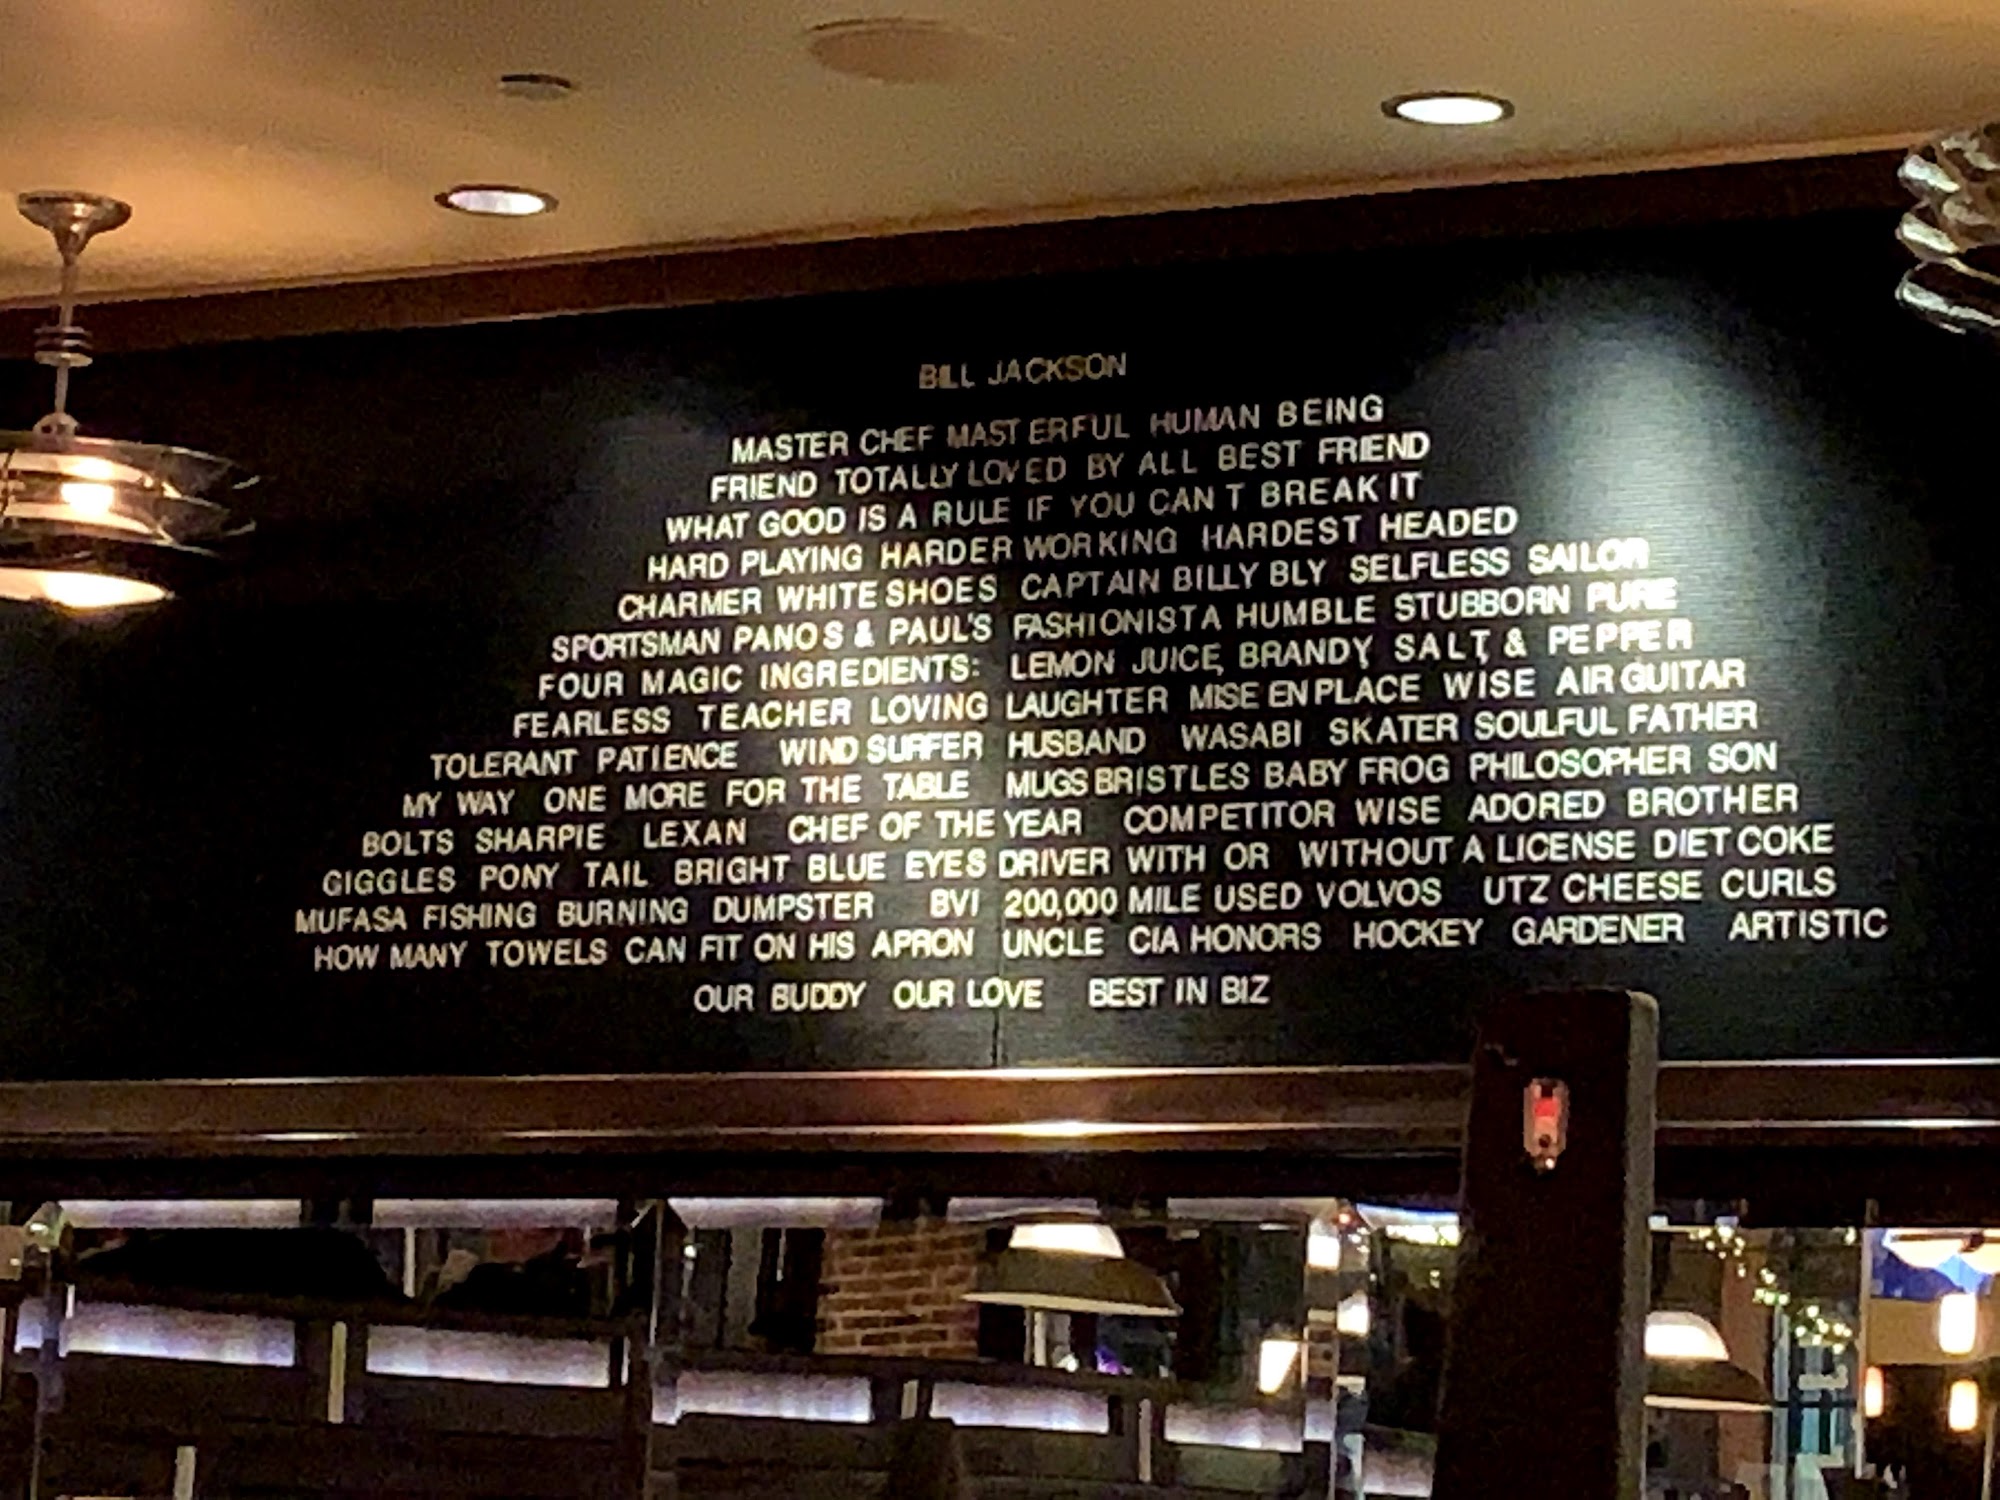 BILL JACKSON
MASTER CHEF MASTERFUL HUMAN BEING
FRIEND TOTALLY LOVED BY ALL BEST FRIEND
WHAT GOOD IS A RULE IF YOU CAN T BREAK IT
HARD PLAYING HARDER WORKING HARDEST HEADED
CHARMER WHITE SHOES CAPTAIN BILLY BLY SELFLESS SAILOR
SPORTSMAN PANOS & PAUL'S FASHIONISTA HUMBLE STUBBORN PURE
FOUR MAGIC INGREDIENTS: LEMON JUICE, BRANDY, SALT, & PEPPER
FEARLESS TEACHER LOVING LAUGHTER MISE EN PLACE WISE AIR GUITAR
TOLERANT PATIENCE WIND SURFER HUSBAND WASABI SKATER SOULFUL FATHER
MY WAY ONE MORE FOR THE TABLE MUGS BRISTLES BABY FROG PHILOSOPHER SON
BOLTS SHARPIE LEXAN CHEF OF THE YEAR COMPETITOR WISE ADORED BROTHER
GIGGLES PONY TAIL BRIGHT BLUE EYES DRIVER WITH OR WITHOUT A LICENSE DIET COKE
MUFASA FISHING BURNING DUMPSTER BVI 200,000 MILE USED VOLVOS UTZ CHEESE CURLS
HOW MANY TOWELS CAN FIT ON HIS APRON UNCLE CIA HONORS HOCKEY GARDENER ARTISTIC
OUR BUDDY OUR LOVE BEST IN BIZ